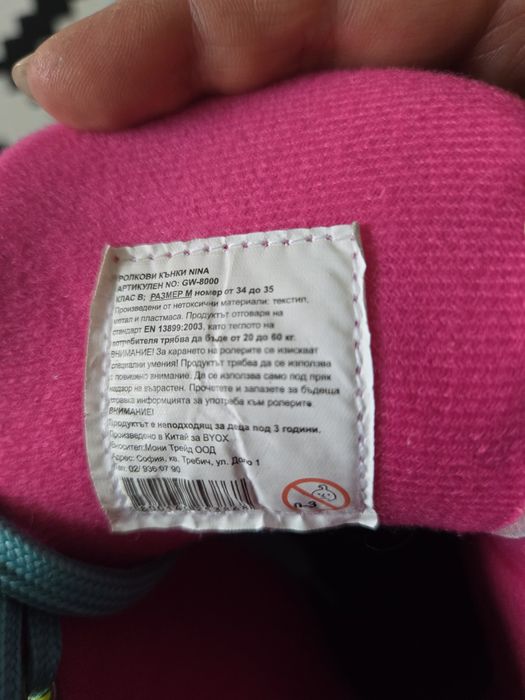 РОЛКОВИ КЪНКИ NINA
АРТИКУЛЕН NO: GW-8000
КЛАС В; РАЗМЕР М номер от 34 до 35
Произведени от нетоксични материали: текстил,
метал и пластмаса. Продуктът отговаря на
стандарт EN 13899:2003, като теглото на
потребителя трябва да бъде от 20 до 60 кг.
ВНИМАНИЕ! За карането на ролерите се изискват
специални умения! Продуктът трябва да се използва
с повишено внимание. Да се използва само под пряк
надзор на възрастен. Прочетете и запазете за бъдеща
справка информацията за употреба към ролерите.
ВНИМАНИЕ!
Продуктът е неподходящ за деца под 3 години.
Произведено в Китай за BYOX
Вносител:Мони Трейд ООД
Адрес: София, кв. Требич, ул. Доло 1
Тел. 02/ 936 07 90
0-3